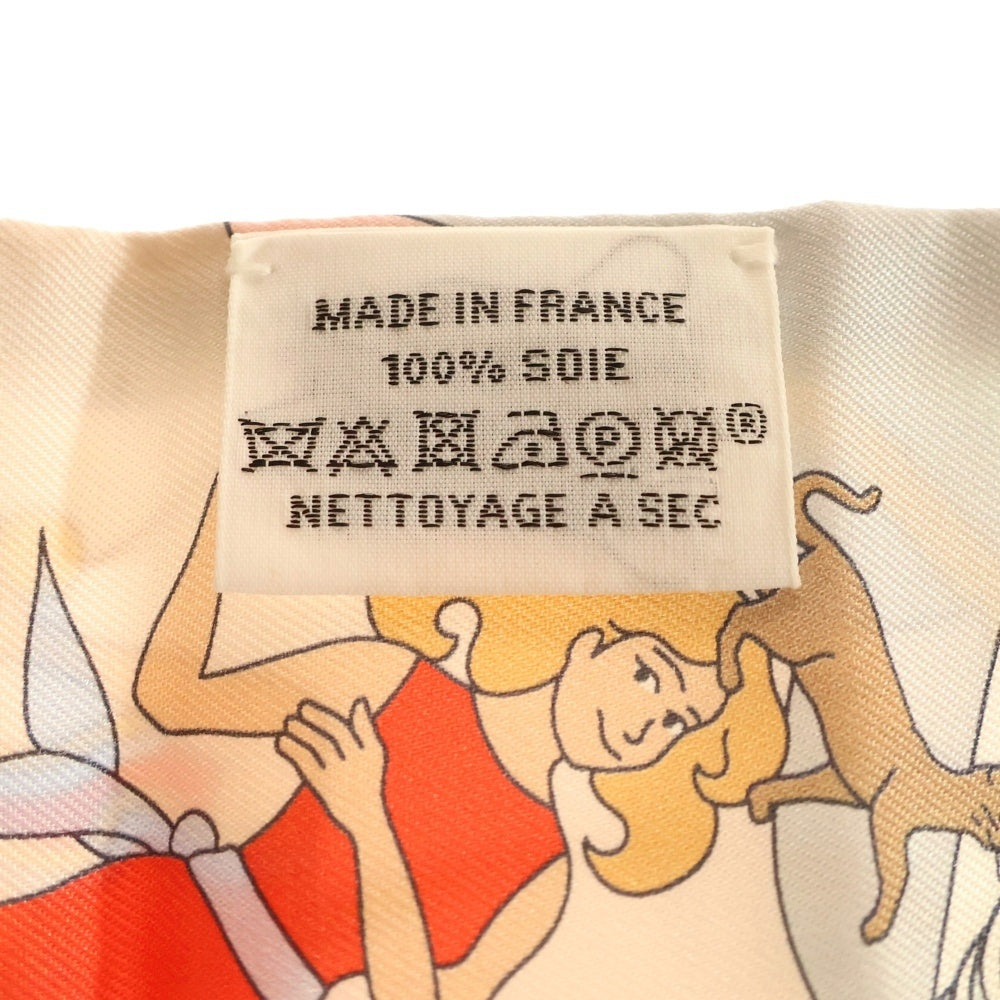 MADE IN FRANCE
100% SOIE
P ®
NETTOYAGE A SEC